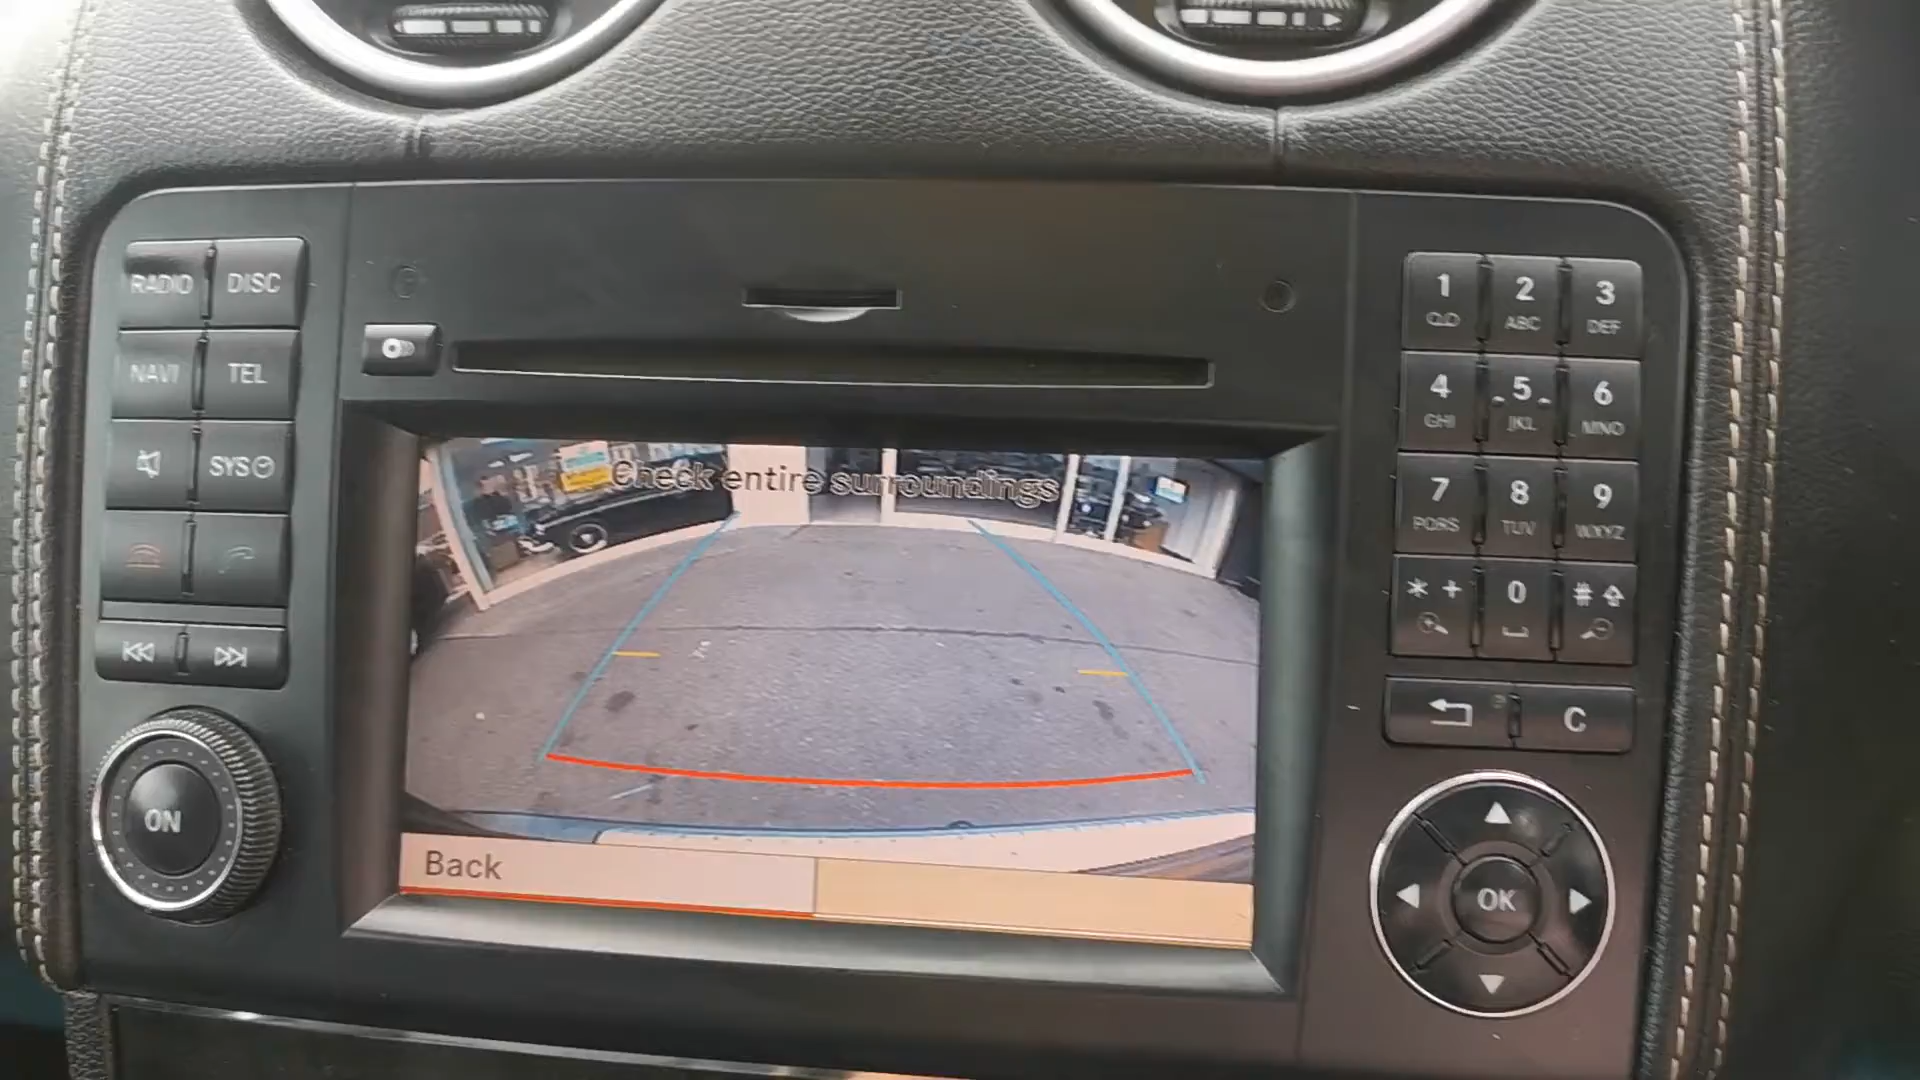 RADIO DISC
NAVI TEL
SYS
ON
Check entire surroundings
Back
1 2 3
ABC DEF
4 5 6
GHI JKL MNO
7 8 9
PQRS TUV WXYZ
* + 0 #
C
OK